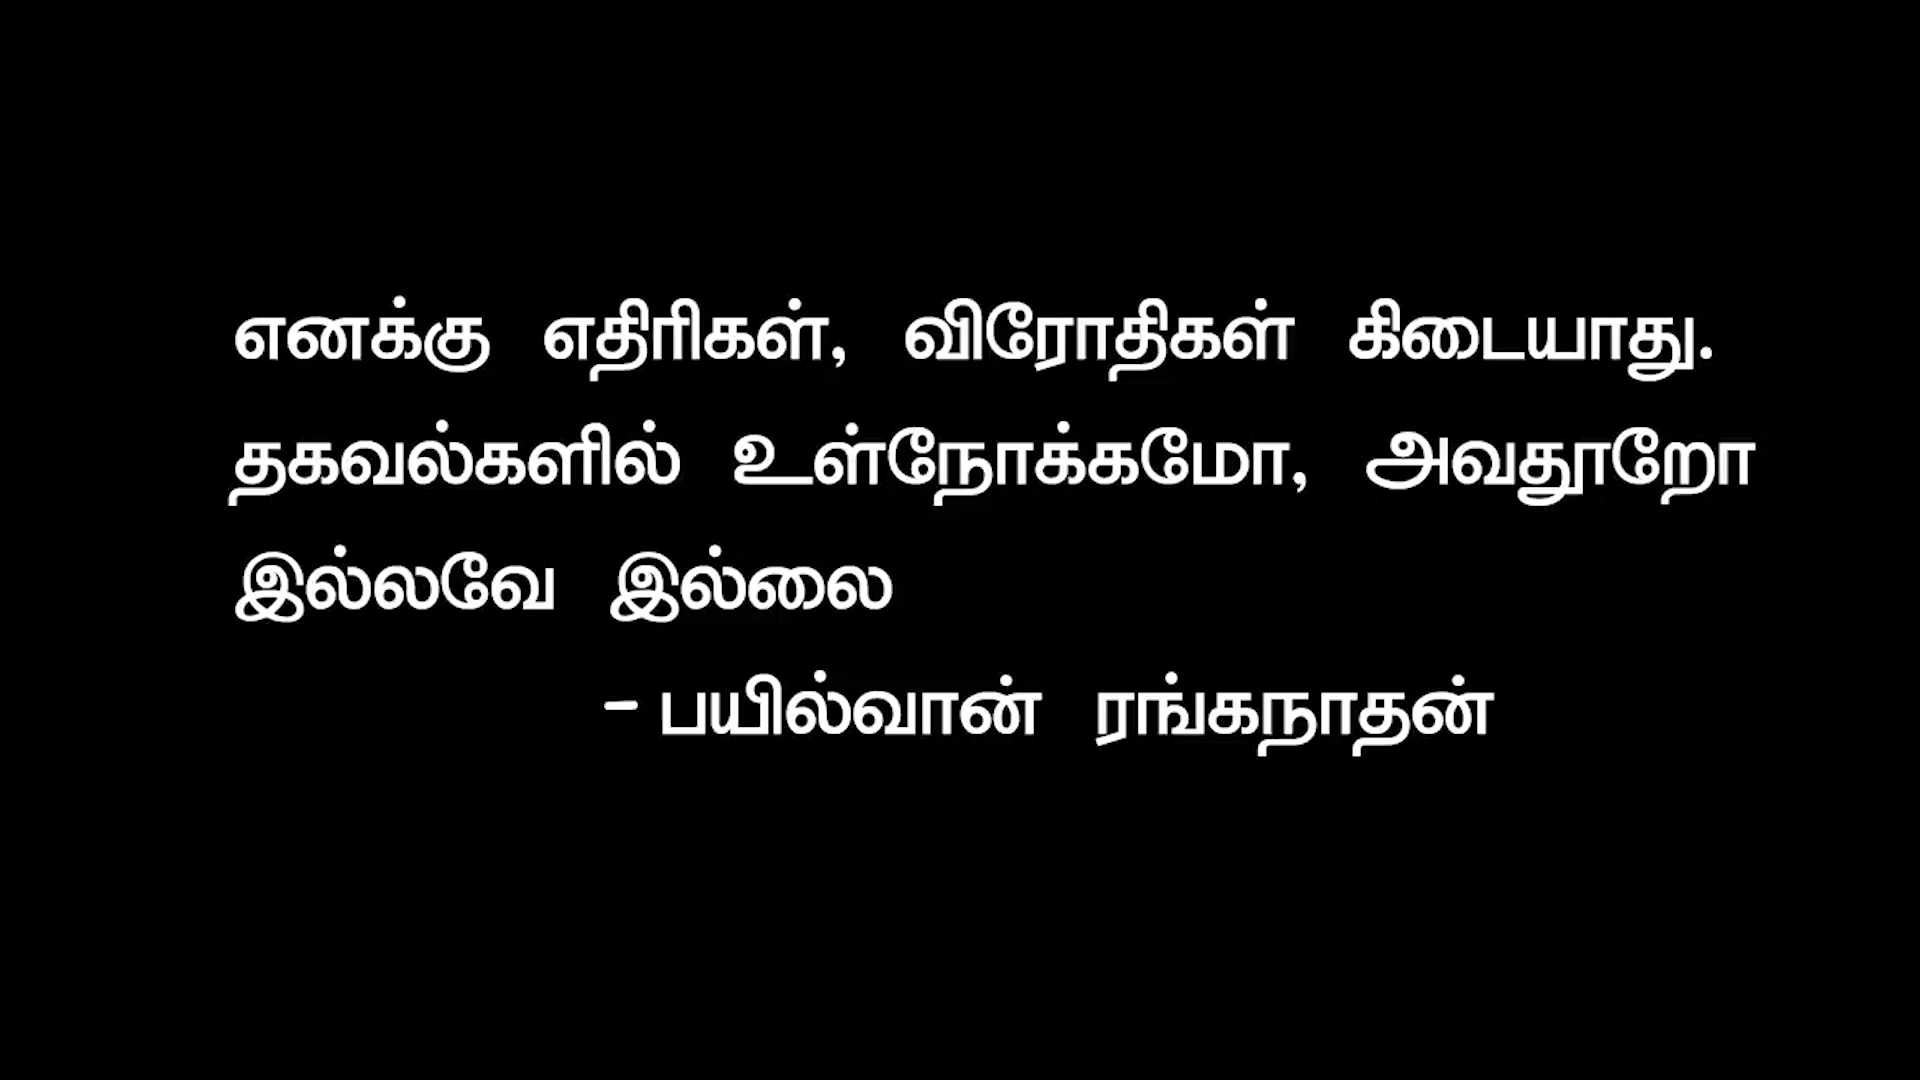 எனக்கு எதிரிகள், விரோதிகள் கிடையாது.
தகவல்களில் உள்நோக்கமோ, அவதூறோ
இல்லவே இல்லை
- பயில்வான் ரங்கநாதன்